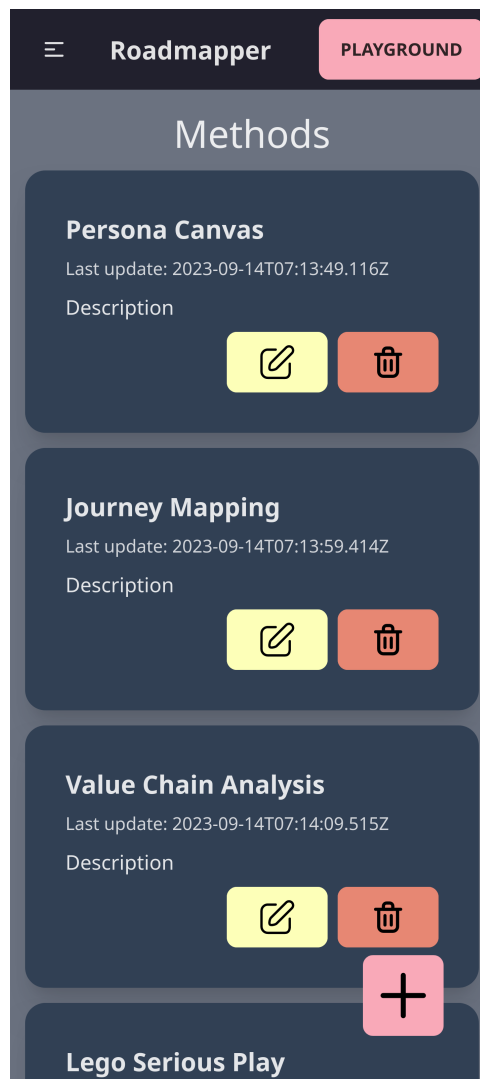 Roadmapper
PLAYGROUND
Methods
Persona Canvas
Last update: 2023-09-14T07:13:49.116Z
Description
Journey Mapping
Last update: 2023-09-14T07:13:59.414Z
Description
Value Chain Analysis
Last update: 2023-09-14T07:14:09.515Z
Description
Lego Serious Play